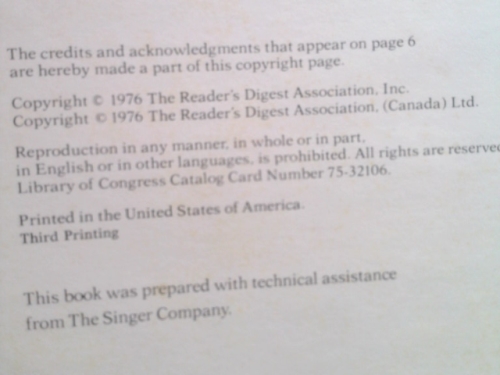 The credits and acknowledgments that appear on page 6
are hereby made a part of this copyright page.
Copyright © 1976 The Reader's Digest Association, Inc.
Copyright © 1976 The Reader's Digest Association, (Canada) Ltd.
Reproduction in any manner, in whole or in part,
in English or in other languages, is prohibited. All rights are reserved
Library of Congress Catalog Card Number 75-32106.
Printed in the United States of America.
Third Printing
This book was prepared with technical assistance
from The Singer Company.